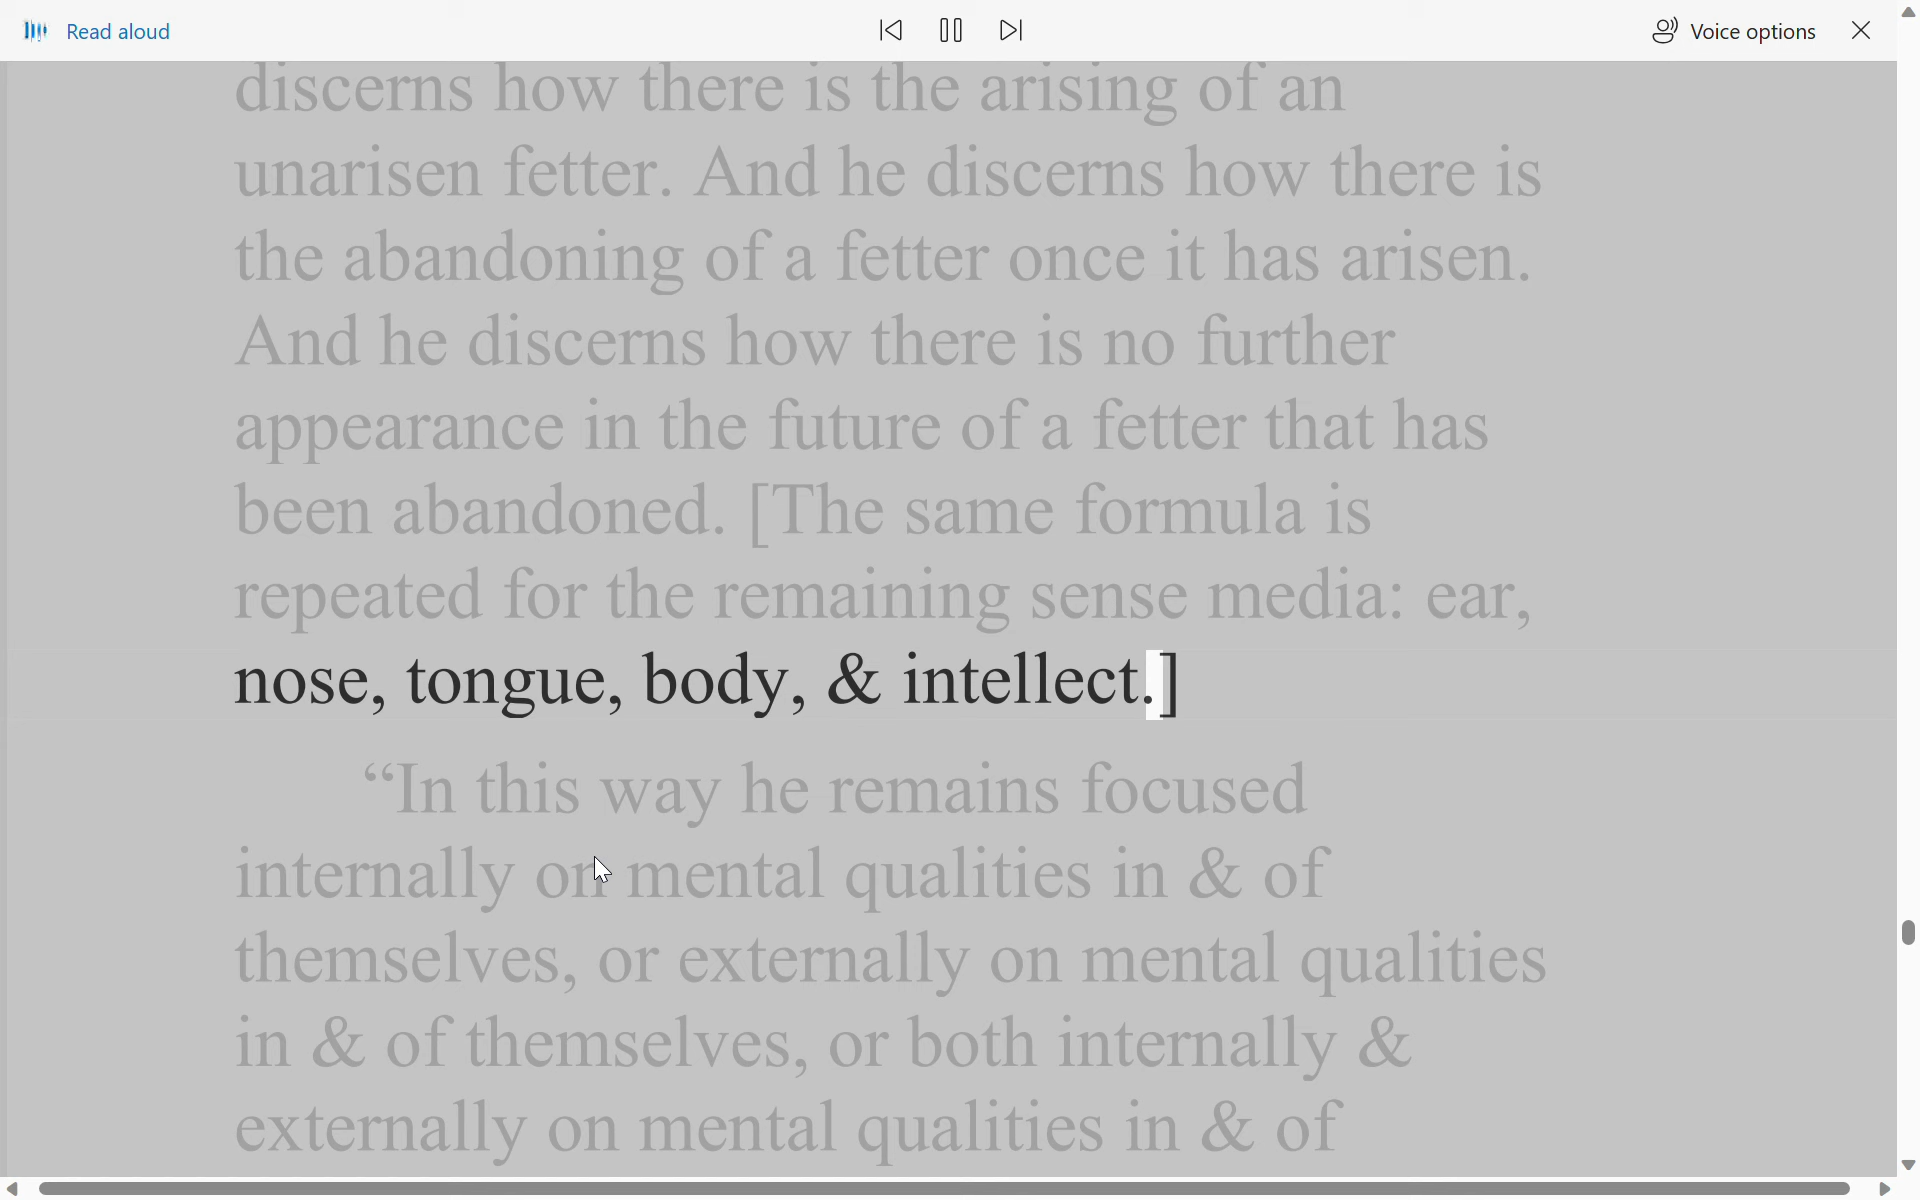 Read aloud
Voice options
discerns how there is the arising of an
unarisen fetter. And he discerns how there is
the abandoning of a fetter once it has arisen.
And he discerns how there is no further
appearance in the future of a fetter that has
been abandoned. [The same formula is
repeated for the remaining sense media: ear,
nose, tongue, body, & intellect.]
“In this way he remains focused
internally on mental qualities in & of
themselves, or externally on mental qualities
in & of themselves, or both internally &
externally on mental qualities in & of